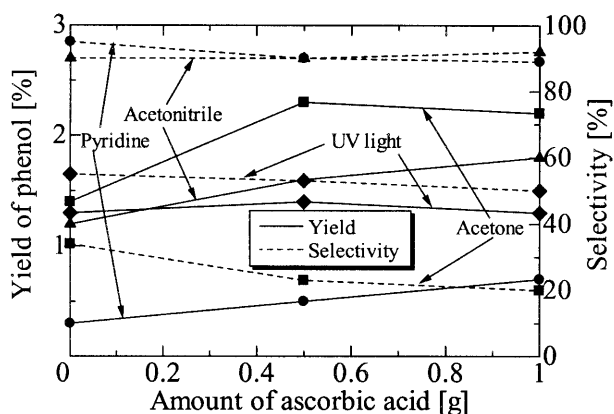 3
100
80
2
60
40
1
20
0
0
0
0.2
0.4
0.6
0.8
1
Yield of phenol [%]
Selectivity [%]
Amount of ascorbic acid [g]
Acetonitrile
Pyridine
UV light
Acetone
Yield
Selectivity